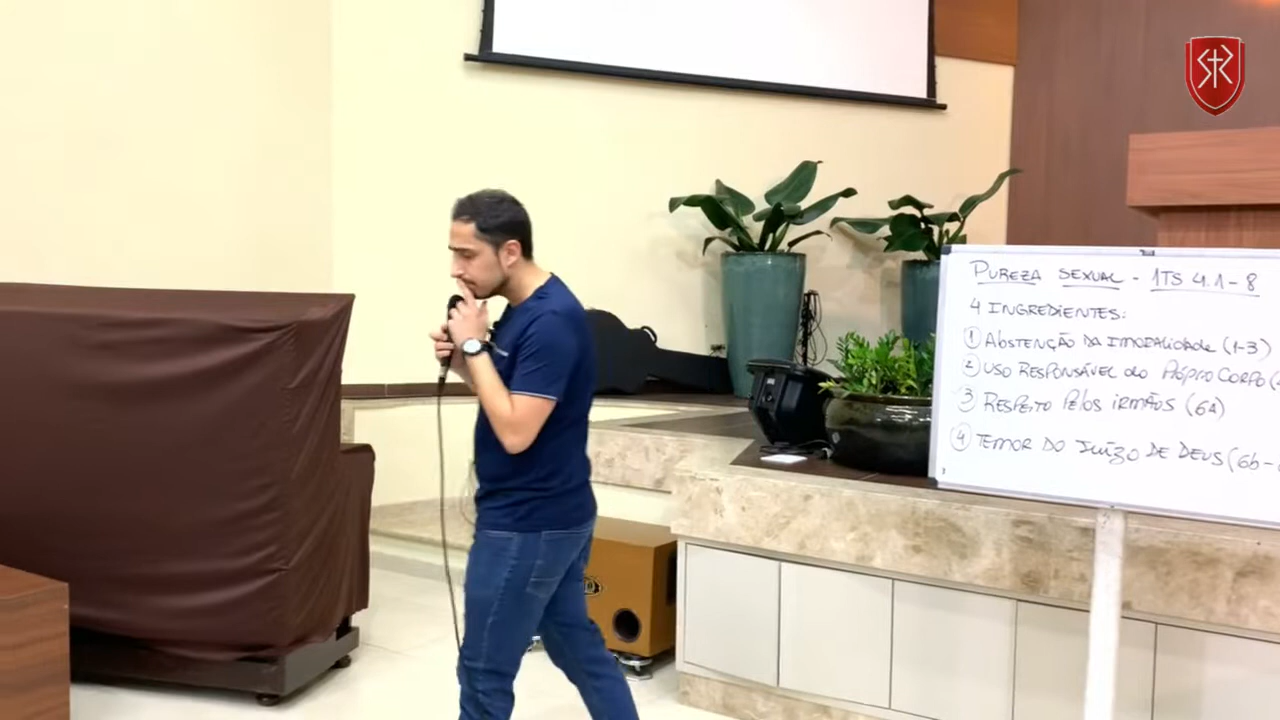 PUREZA SEXUAL - 1TS 4.1-8
4 INGREDIENTES:
1 ABSTENÇÃO DA IMORALIDADE (1-3)
2 USO RESPONSÁVEL DO PRÓPRIO CORPO
3 RESPEITO PELOS IRMÃOS (6A)
4 TEMOR DO JUÍZO DE DEUS (6b-